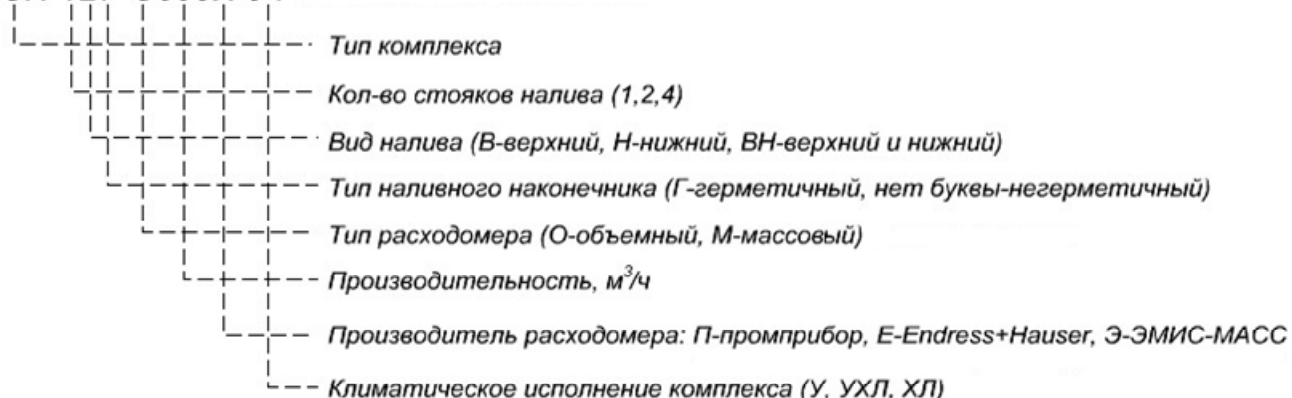 Тип комплекса
Кол-во стояков налива (1,2,4)
Вид налива (В-верхний, Н-нижний, ВН-верхний и нижний)
Тип наливного наконечника (Г-герметичный, нет буквы-негерметичный)
Тип расходомера (О-объемный, М-массовый)
Производительность, м³/ч
Производитель расходомера: П-промприбор, Е-Endress+Hauser, Э-ЭМИС-МАСС
Климатическое исполнение комплекса (У, УХЛ, ХЛ)